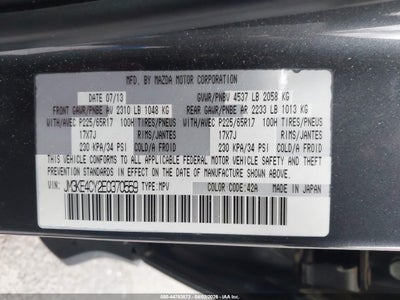 MFD. BY MAZDA MOTOR CORPORATION
DATE 07/13 GVWR/PNBV 4537 LB 2058 KG
FRONT GAWR/PNBE AV 2310 LB 1048 KG REAR GAWR/PNBE AR 2233 LB 1013 KG
WITH/AVEC P225/65R17 100H TIRES/PNEUS WITH/AVEC P225/65R17 100H TIRES/PNEUS
17X7J RIMS/JANTES 17X7J RIMS/JANTES
230 KPA/34 PSI COLD/A FROID 230 KPA/34 PSI COLD/A FROID
THIS VEHICLE CONFORMS TO ALL APPLICABLE FEDERAL MOTOR VEHICLE SAFETY, BUMPER,
AND THEFT PREVENTION STANDARDS IN EFFECT ON THE DATE OF MANUFACTURE SHOWN ABOVE.
VIN: JM3KE4CY2E0370559 TYPE:MPV COLOR CODE:42A MADE IN JAPAN